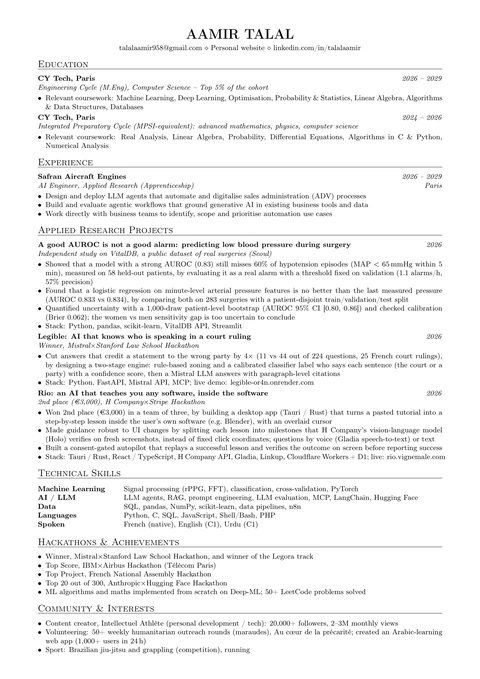 AAMIR TALAL
talalaamir958@gmail.com ⋄ Personal website ⋄ linkedin.com/in/talalaamir
Education
CY Tech, Paris 2026 – 2029
Engineering Cycle (M.Eng), Computer Science – Top 5% of the cohort
• Relevant coursework: Machine Learning, Deep Learning, Optimisation, Probability & Statistics, Linear Algebra, Algorithms
& Data Structures, Databases
CY Tech, Paris 2024 – 2026
Integrated Preparatory Cycle (MPSI-equivalent): advanced mathematics, physics, computer science
• Relevant coursework: Real Analysis, Linear Algebra, Probability, Differential Equations, Algorithms in C & Python,
Numerical Analysis
Experience
Safran Aircraft Engines 2026 – 2029
AI Engineer, Applied Research (Apprenticeship) Paris
• Design and deploy LLM agents that automate and digitalise sales administration (ADV) processes
• Build and evaluate agentic workflows that ground generative AI in existing business tools and data
• Work directly with business teams to identify, scope and prioritise automation use cases
Applied Research Projects
A good AUROC is not a good alarm: predicting low blood pressure during surgery 2026
Independent study on VitalDB, a public dataset of real surgeries (Seoul)
• Showed that a model with a strong AUROC (0.83) still misses 60% of hypotension episodes (MAP < 65 mmHg within 5
min), measured on 58 held-out patients, by evaluating it as a real alarm with a threshold fixed on validation (1.1 alarms/h,
57% precision)
• Found that a logistic regression on minute-level arterial pressure features is no better than the last measured pressure
(AUROC 0.833 vs 0.834), by comparing both on 283 surgeries with a patient-disjoint train/validation/test split
• Quantified uncertainty with a 1,000-draw patient-level bootstrap (AUROC 95% CI [0.80, 0.86]) and checked calibration
(Brier 0.062); the women vs men sensitivity gap is too uncertain to conclude
• Stack: Python, pandas, scikit-learn, VitalDB API, Streamlit
Legible: AI that knows who is speaking in a court ruling 2026
Winner, Mistral×Stanford Law School Hackathon
• Cut answers that credit a statement to the wrong party by 4× (11 vs 44 out of 224 questions, 25 French court rulings),
by designing a two-stage engine: rule-based zoning and a calibrated classifier label who says each sentence (the court or a
party) with a confidence score, then a Mistral LLM answers with paragraph-level citations
• Stack: Python, FastAPI, Mistral API, MCP; live demo: legible-or4n.onrender.com
Rio: an AI that teaches you any software, inside the software 2026
2nd place (€3,000), H Company×Stripe Hackathon
• Won 2nd place (€3,000) in a team of three, by building a desktop app (Tauri / Rust) that turns a pasted tutorial into a
step-by-step lesson inside the user's own software (e.g. Blender), with an overlaid cursor
• Made guidance robust to UI changes by splitting each lesson into milestones that H Company's vision-language model
(Holo) verifies on fresh screenshots, instead of fixed click coordinates; questions by voice (Gladia speech-to-text) or text
• Built a consent-gated autopilot that replays a successful lesson and verifies the outcome on screen before reporting success
• Stack: Tauri / Rust, React / TypeScript, H Company API, Gladia, Linkup, Cloudflare Workers + D1; live: rio.vignemale.com
Technical Skills
Machine Learning Signal processing (rPPG, FFT), classification, cross-validation, PyTorch
AI / LLM LLM agents, RAG, prompt engineering, LLM evaluation, MCP, LangChain, Hugging Face
Data SQL, pandas, NumPy, scikit-learn, data pipelines, n8n
Languages Python, C, SQL, JavaScript, Shell/Bash, PHP
Spoken French (native), English (C1), Urdu (C1)
Hackathons & Achievements
• Winner, Mistral×Stanford Law School Hackathon, and winner of the Legora track
• Top Score, IBM×Airbus Hackathon (Télécom Paris)
• Top Project, French National Assembly Hackathon
• Top 20 out of 300, Anthropic×Hugging Face Hackathon
• ML algorithms and maths implemented from scratch on Deep-ML; 50+ LeetCode problems solved
Community & Interests
• Content creator, Intellectuel Athlète (personal development / tech): 20,000+ followers, 2–3M monthly views
• Volunteering: 50+ weekly humanitarian outreach rounds (maraudes), Au cœur de la précarité; created an Arabic-learning
web app (1,000+ users in 24 h)
• Sport: Brazilian jiu-jitsu and grappling (competition), running